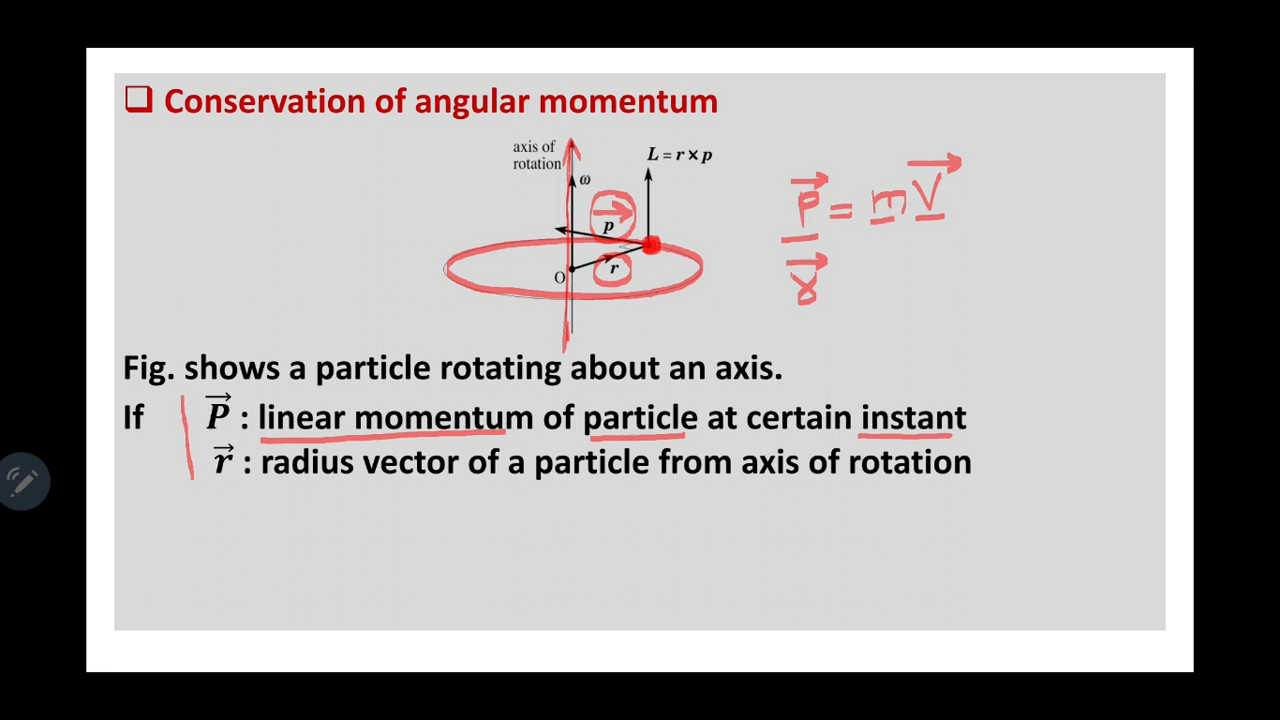 ❑ Conservation of angular momentum
axis of
rotation
ω
L = r × p
p
r
O
P⃗ = mV⃗
Fig. shows a particle rotating about an axis.
If P⃗ : linear momentum of particle at certain instant
r⃗ : radius vector of a particle from axis of rotation